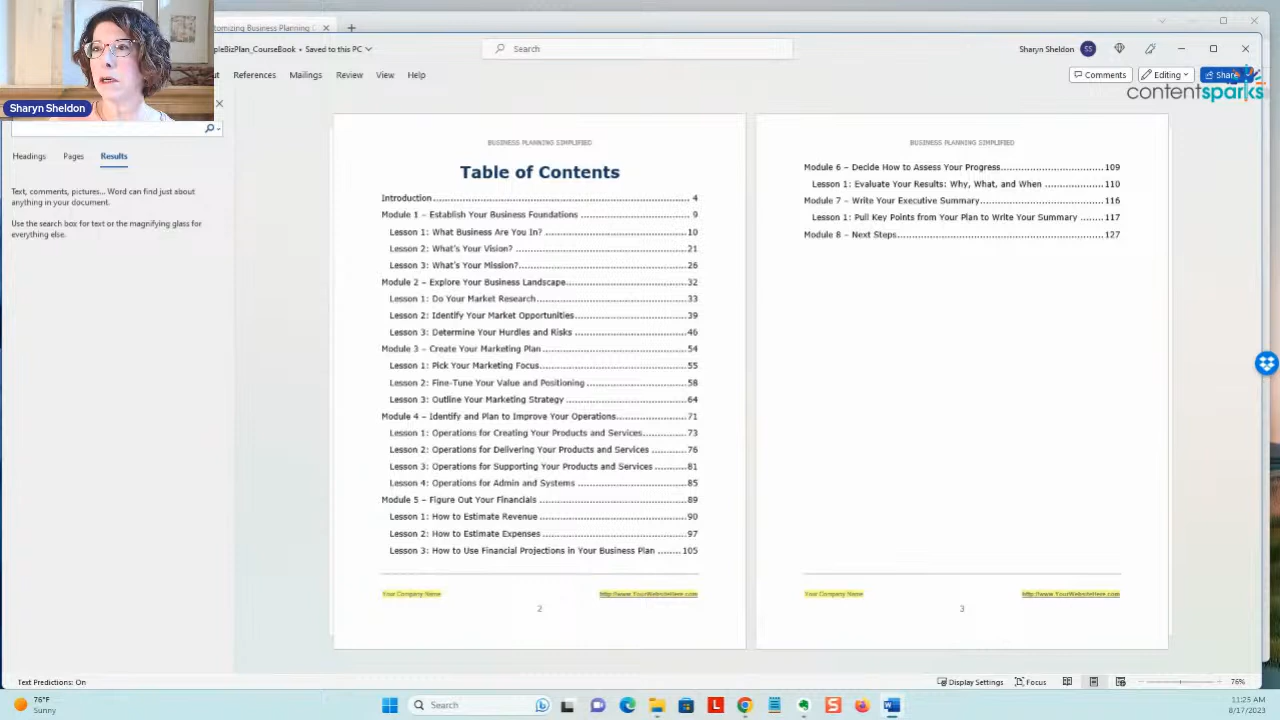 tomizing Business Planning C
pleBizPlan_CourseBook • Saved to this PC
Search
Sharyn Sheldon
SS
References
Mailings
Review
View
Help
Comments
Editing
Share
contentsparks
Sharyn Sheldon
Headings
Pages
Results
Text, comments, pictures... Word can find just about
anything in your document.
Use the search box for text or the magnifying glass for
everything else.
BUSINESS PLANNING SIMPLIFIED
Table of Contents
Introduction 4
Module 1 – Establish Your Business Foundations 9
Lesson 1: What Business Are You In? 10
Lesson 2: What's Your Vision? 21
Lesson 3: What's Your Mission? 26
Module 2 – Explore Your Business Landscape 32
Lesson 1: Do Your Market Research 33
Lesson 2: Identify Your Market Opportunities 39
Lesson 3: Determine Your Hurdles and Risks 46
Module 3 – Create Your Marketing Plan 54
Lesson 1: Pick Your Marketing Focus 55
Lesson 2: Fine-Tune Your Value and Positioning 58
Lesson 3: Outline Your Marketing Strategy 64
Module 4 – Identify and Plan to Improve Your Operations 71
Lesson 1: Operations for Creating Your Products and Services 73
Lesson 2: Operations for Delivering Your Products and Services 76
Lesson 3: Operations for Supporting Your Products and Services 81
Lesson 4: Operations for Admin and Systems 85
Module 5 – Figure Out Your Financials 89
Lesson 1: How to Estimate Revenue 90
Lesson 2: How to Estimate Expenses 97
Lesson 3: How to Use Financial Projections in Your Business Plan 105
Your Company Name
http://www.YourWebsiteHere.com
2
BUSINESS PLANNING SIMPLIFIED
Module 6 – Decide How to Assess Your Progress 109
Lesson 1: Evaluate Your Results: Why, What, and When 110
Module 7 – Write Your Executive Summary 116
Lesson 1: Pull Key Points from Your Plan to Write Your Summary 117
Module 8 – Next Steps 127
Your Company Name
http://www.YourWebsiteHere.com
3
Text Predictions: On
Display Settings
Focus
76%
76°F
Sunny
Search
11:25 AM
8/17/2023